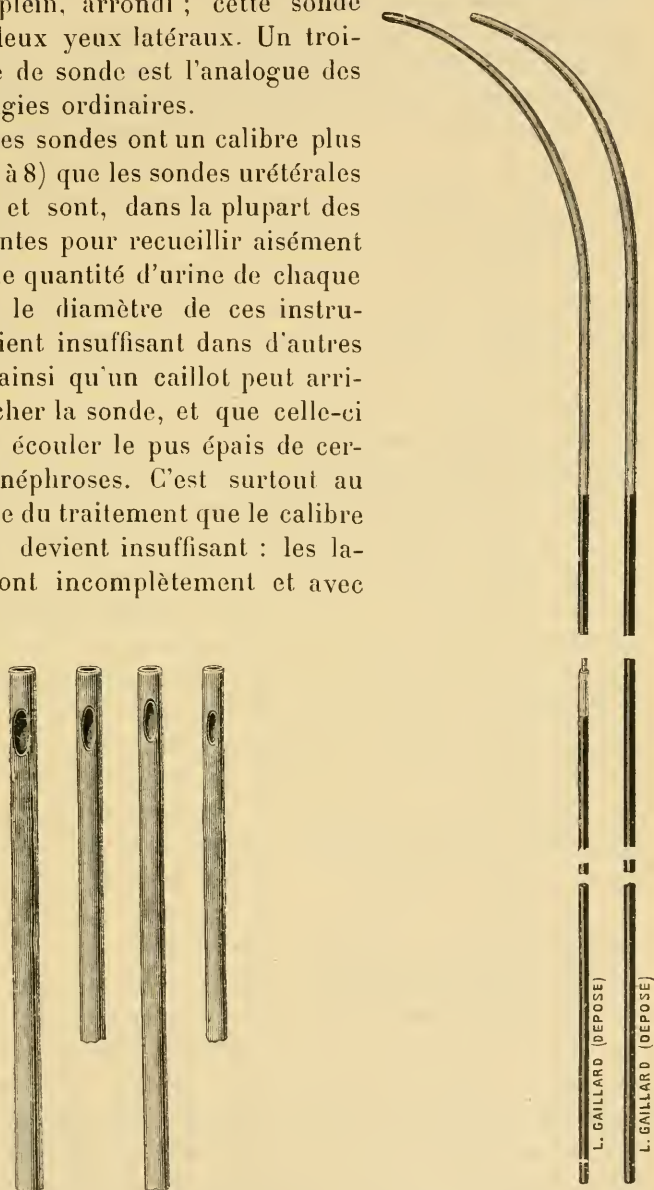 plein, arrondi ; cette sonde
deux yeux latéraux. Un troi-
de sonde est l'analogue des
gies ordinaires.
es sondes ont un calibre plus
à 8) que les sondes urétérales
et sont, dans la plupart des
ntes pour recueillir aisément
e quantité d'urine de chaque
le diamètre de ces instru-
ient insuffisant dans d'autres
ainsi qu'un caillot peut arri-
cher la sonde, et que celle-ci
écouler le pus épais de cer-
néphroses. C'est surtout au
e du traitement que le calibre
devient insuffisant : les la-
ont incomplètement et avec
L. GAILLARD (DEPOSE)
L. GAILLARD (DEPOSÉ)